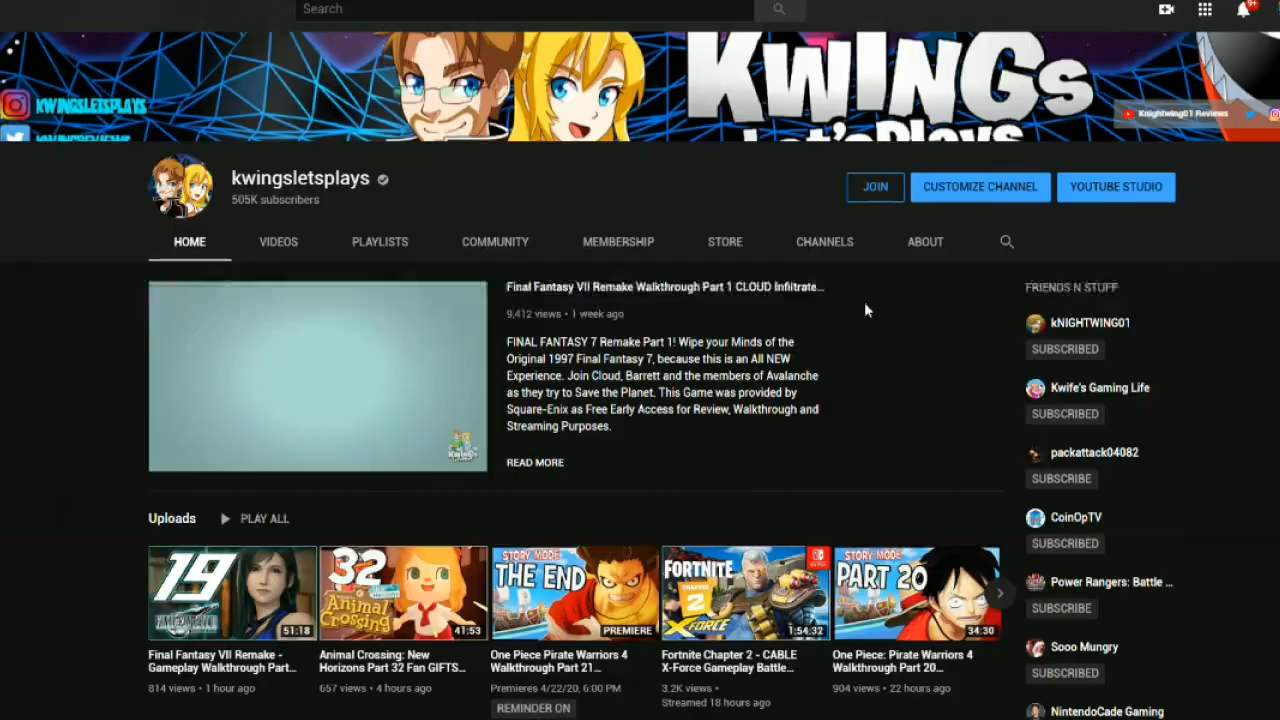 Search
9+
KWINGSLETSPLAYS
KWINGs
Let'sPlays
Knightwing01 Reviews
kwingsletsplays
505K subscribers
JOIN
CUSTOMIZE CHANNEL
YOUTUBE STUDIO
HOME
VIDEOS
PLAYLISTS
COMMUNITY
MEMBERSHIP
STORE
CHANNELS
ABOUT
Final Fantasy VII Remake Walkthrough Part 1 CLOUD Infiltrate...
9,412 views • 1 week ago
FINAL FANTASY 7 Remake Part 1! Wipe your Minds of the
Original 1997 Final Fantasy 7, because this is an All NEW
Experience. Join Cloud, Barrett and the members of Avalanche
as they try to Save the Planet. This Game was provided by
Square-Enix as Free Early Access for Review, Walkthrough and
Streaming Purposes.
READ MORE
FRIENDS N STUFF
kNIGHTWING01
SUBSCRIBED
Kwife's Gaming Life
SUBSCRIBED
packattack04082
SUBSCRIBE
CoinOpTV
SUBSCRIBED
Power Rangers: Battle ...
SUBSCRIBE
Sooo Mungry
SUBSCRIBED
NintendoCade Gaming
Uploads
PLAY ALL
19
51:18
Final Fantasy VII Remake -
Gameplay Walkthrough Part...
814 views • 1 hour ago
32
Animal
Crossing
41:53
Animal Crossing: New
Horizons Part 32 Fan GIFTS...
657 views • 4 hours ago
STORY MODE
THE END
PREMIERE
One Piece Pirate Warriors 4
Walkthrough Part 21...
Premieres 4/22/20, 6:00 PM
REMINDER ON
FORTNITE
CHAPTER
2
X-FORCE
1:54:32
Fortnite Chapter 2 - CABLE
X-Force Gameplay Battle...
3.2K views •
Streamed 18 hours ago
STORY MODE
PART 20
34:30
One Piece: Pirate Warriors 4
Walkthrough Part 20...
904 views • 22 hours ago